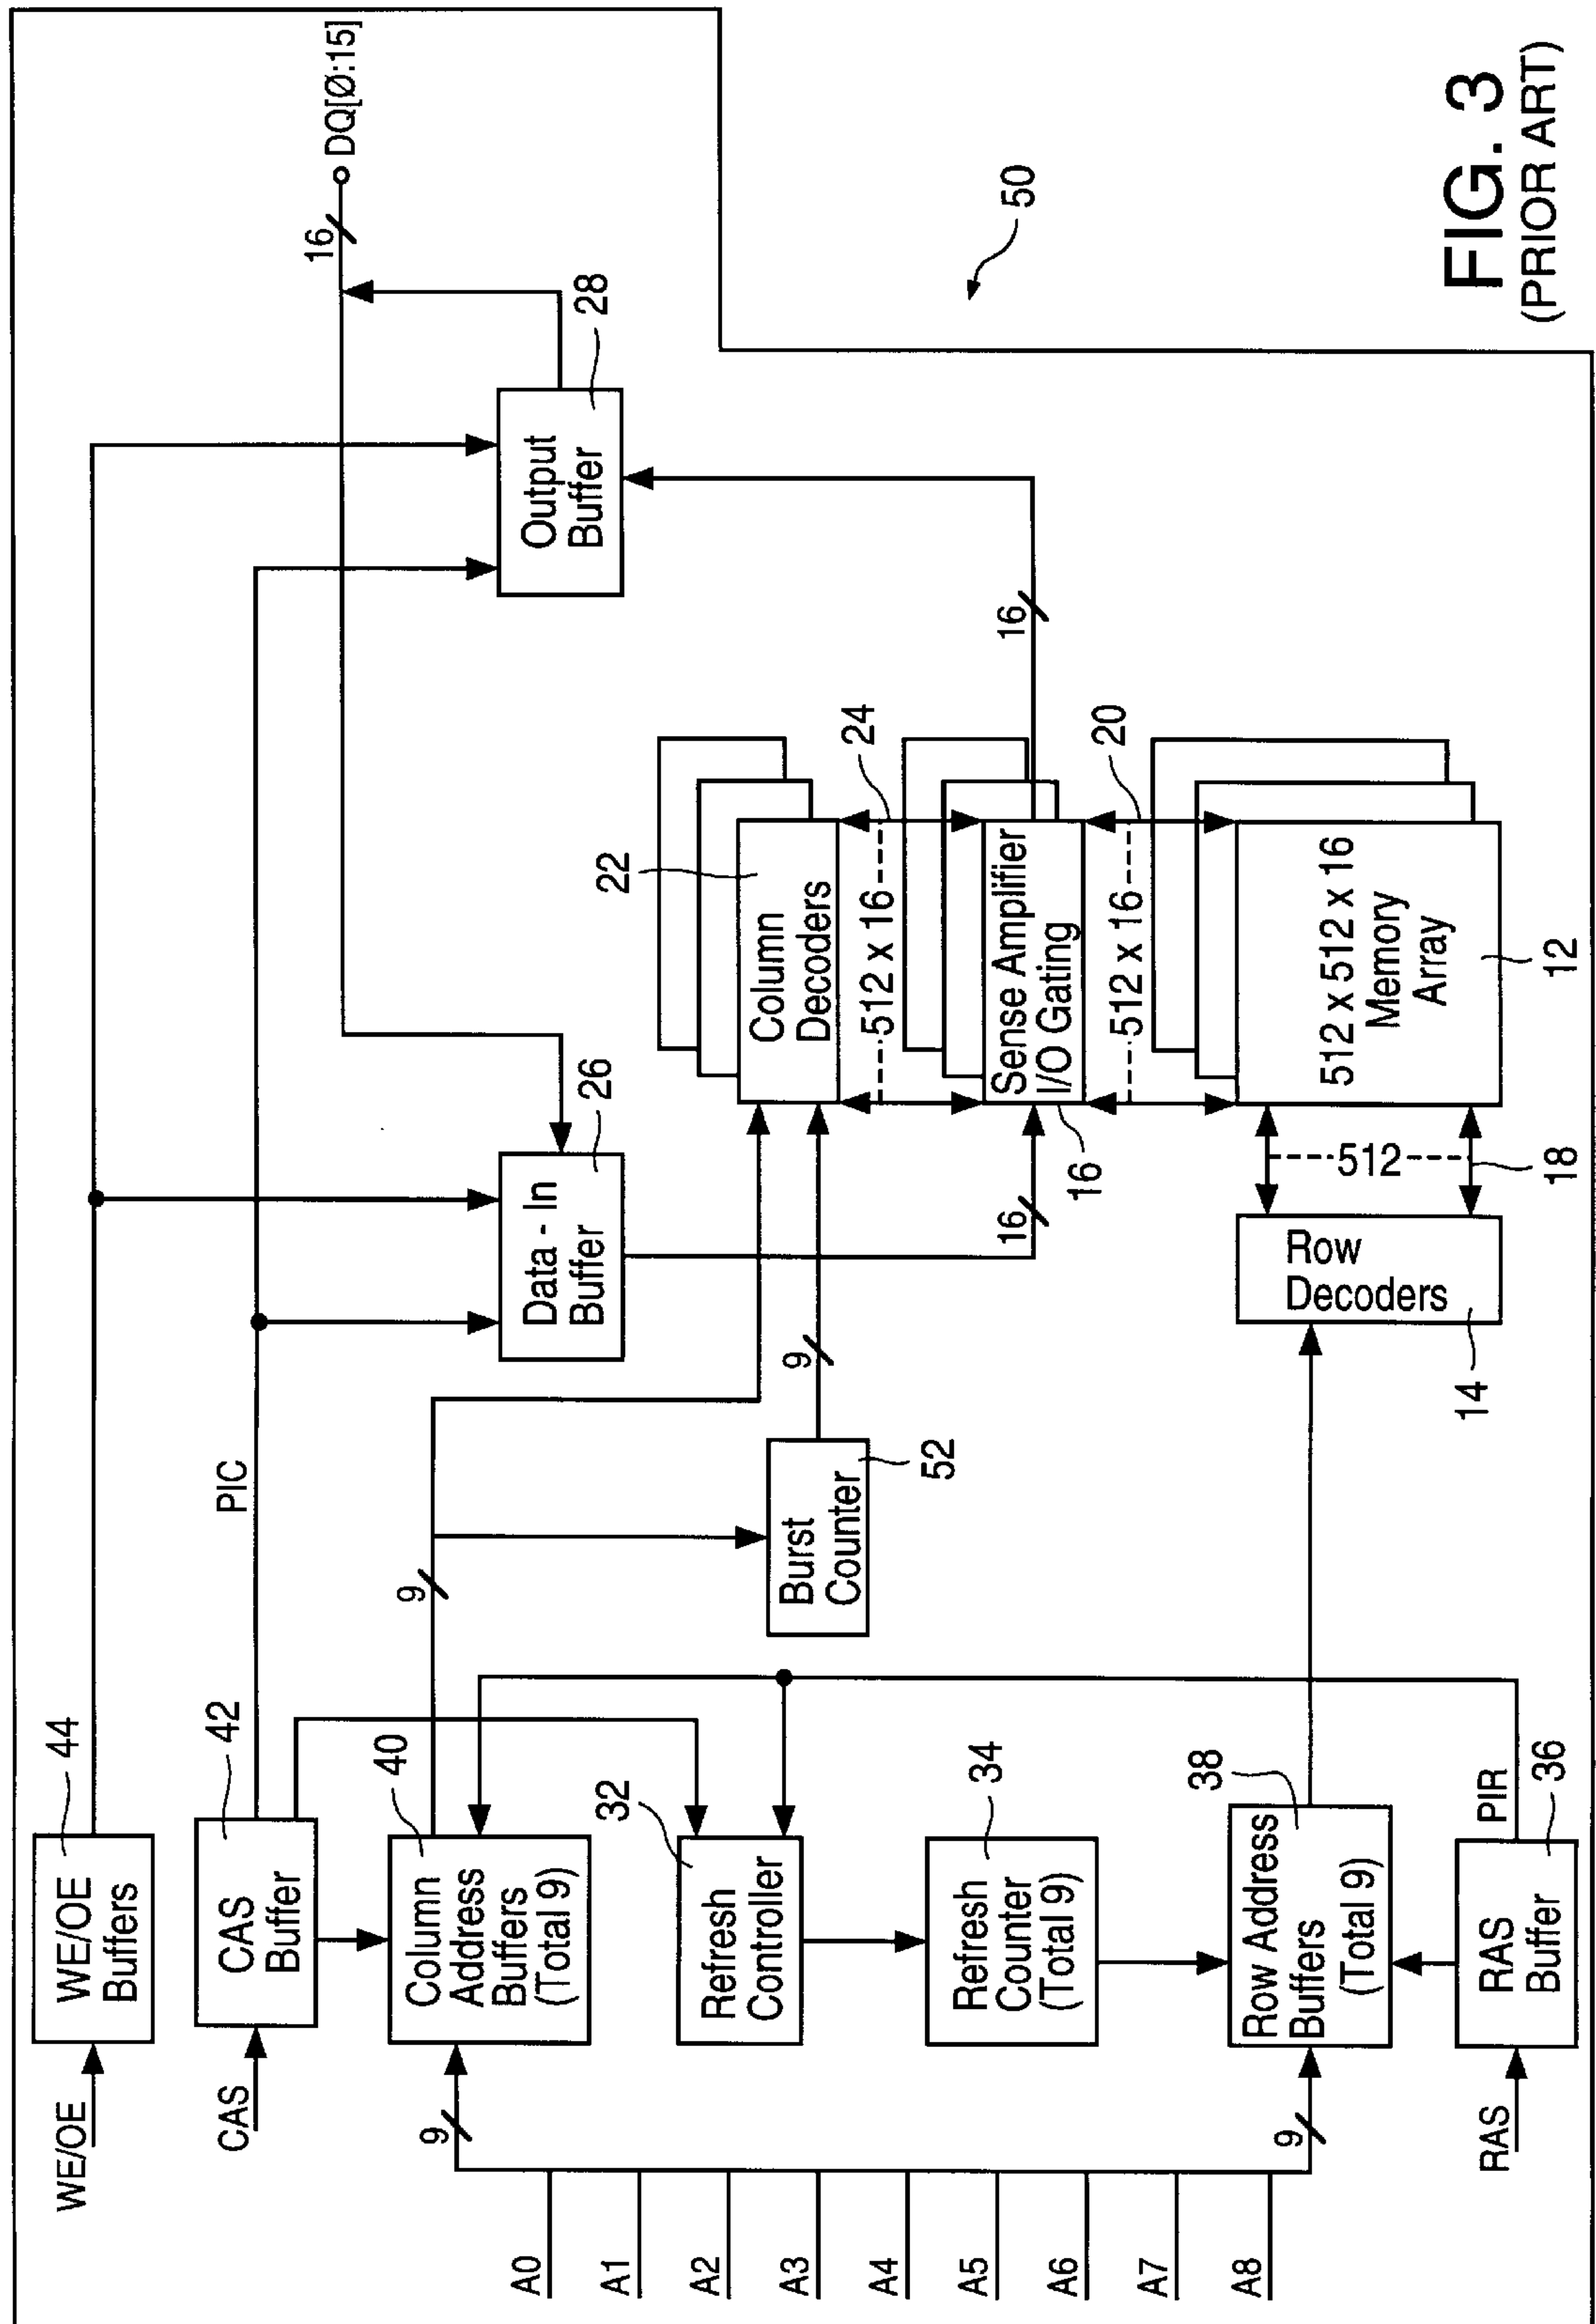 WE/OE
WE/OE
Buffers
44
CAS
CAS
Buffer
42
PIC
16
DQ[Ø:15]
9
Column
Address
Buffers
(Total 9)
40
9
Data - In
Buffer
26
Output
Buffer
28
A0
A1
A2
A3
A4
A5
A6
A7
A8
Refresh
Controller
32
Burst
Counter
52
9
Column
Decoders
22
512 x 16
24
50
Refresh
Counter
(Total 9)
34
16
Sense Amplifier
I/O Gating
16
16
512 x 16
20
9
Row Address
Buffers
(Total 9)
38
Row
Decoders
14
512
18
512 x 512 x 16
Memory
Array
12
RAS
RAS
Buffer
36
PIR
FIG. 3
(PRIOR ART)